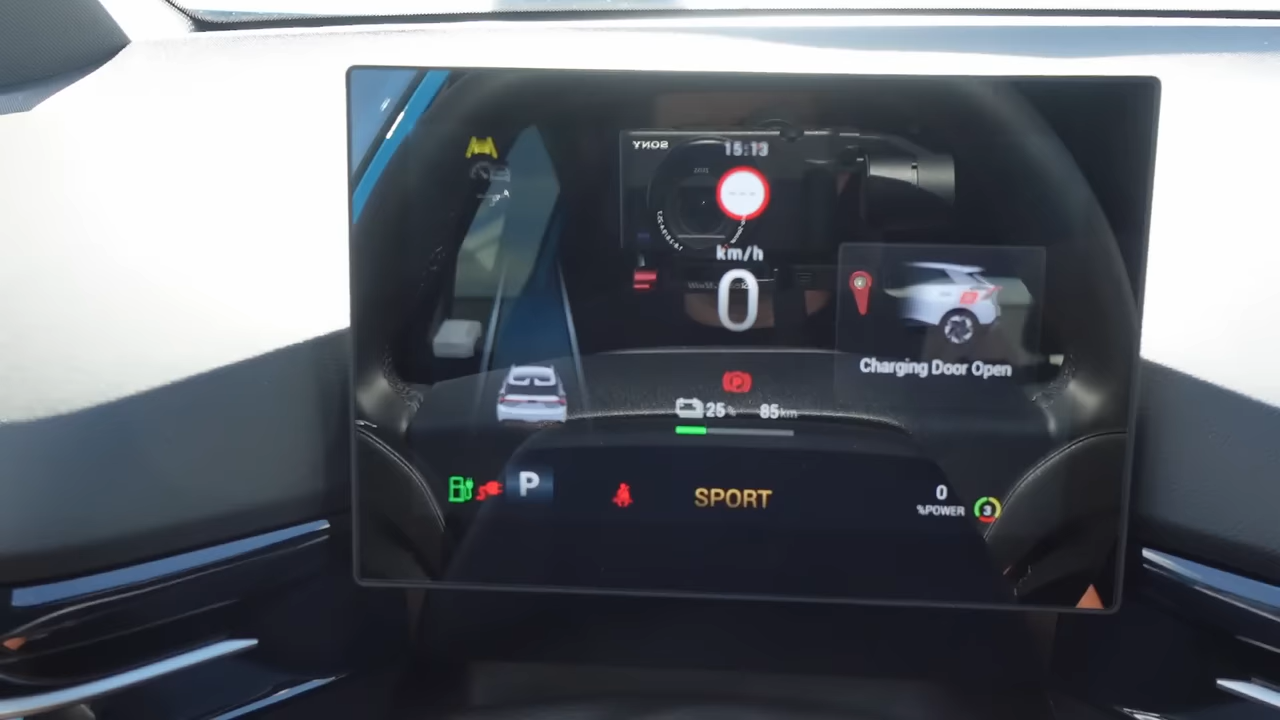 SONY
15:13
---
km/h
0
Charging Door Open
P
25% 85km
P
SPORT
0
%POWER
3